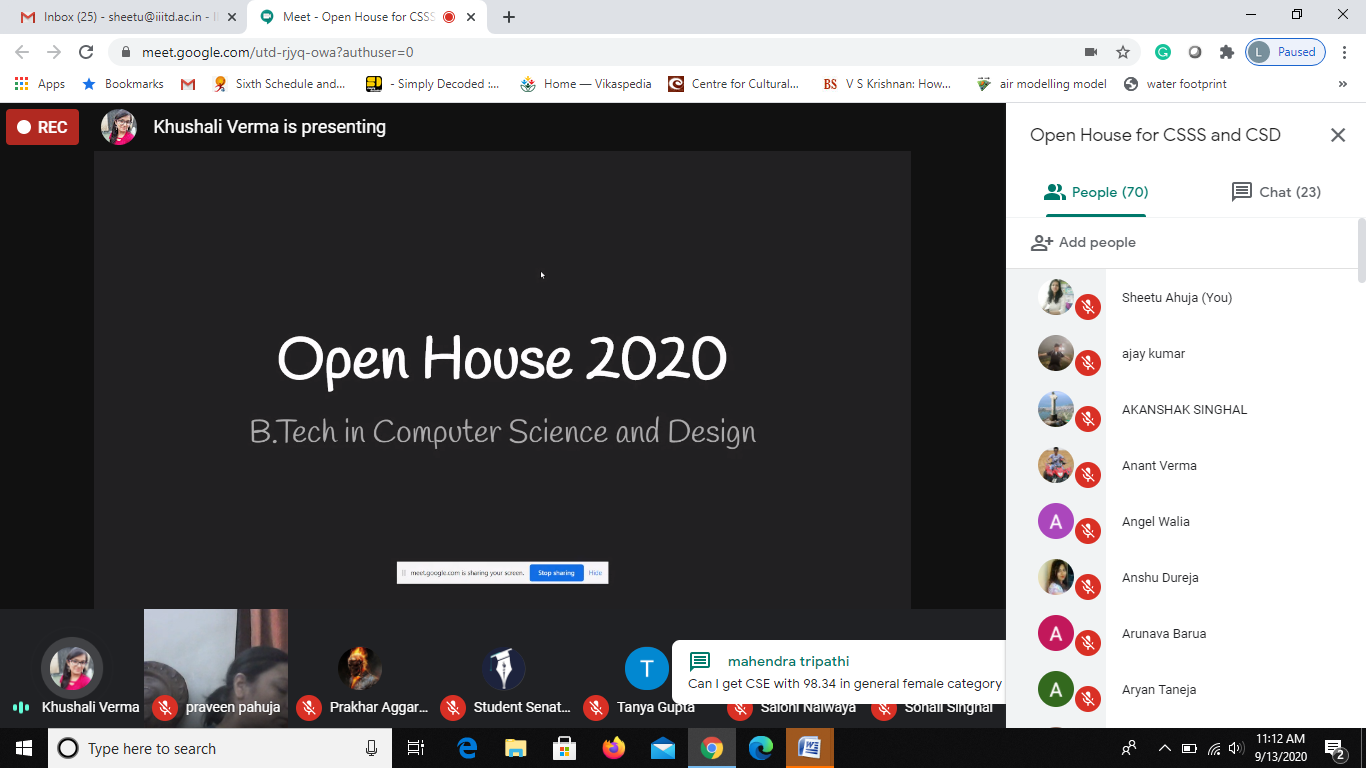 Inbox (25) - sheetu@iiitd.ac.in - I
Meet - Open House for CSSS
meet.google.com/utd-rjyq-owa?authuser=0
L Paused
Apps
Bookmarks
Sixth Schedule and...
- Simply Decoded :...
Home — Vikaspedia
Centre for Cultural...
BS V S Krishnan: How...
air modelling model
water footprint
REC
Khushali Verma is presenting
Open House 2020
B.Tech in Computer Science and Design
meet.google.com is sharing your screen. Stop sharing Hide
Khushali Verma
praveen pahuja
Prakhar Aggar...
Student Senat...
T
Tanya Gupta
Saloni Nalwaya
Sonali Singhal
mahendra tripathi
Can I get CSE with 98.34 in general female category
Open House for CSSS and CSD
People (70)
Chat (23)
Add people
Sheetu Ahuja (You)
ajay kumar
AKANSHAK SINGHAL
Anant Verma
A Angel Walia
Anshu Dureja
A Arunava Barua
A Aryan Taneja
Type here to search
11:12 AM
9/13/2020
2